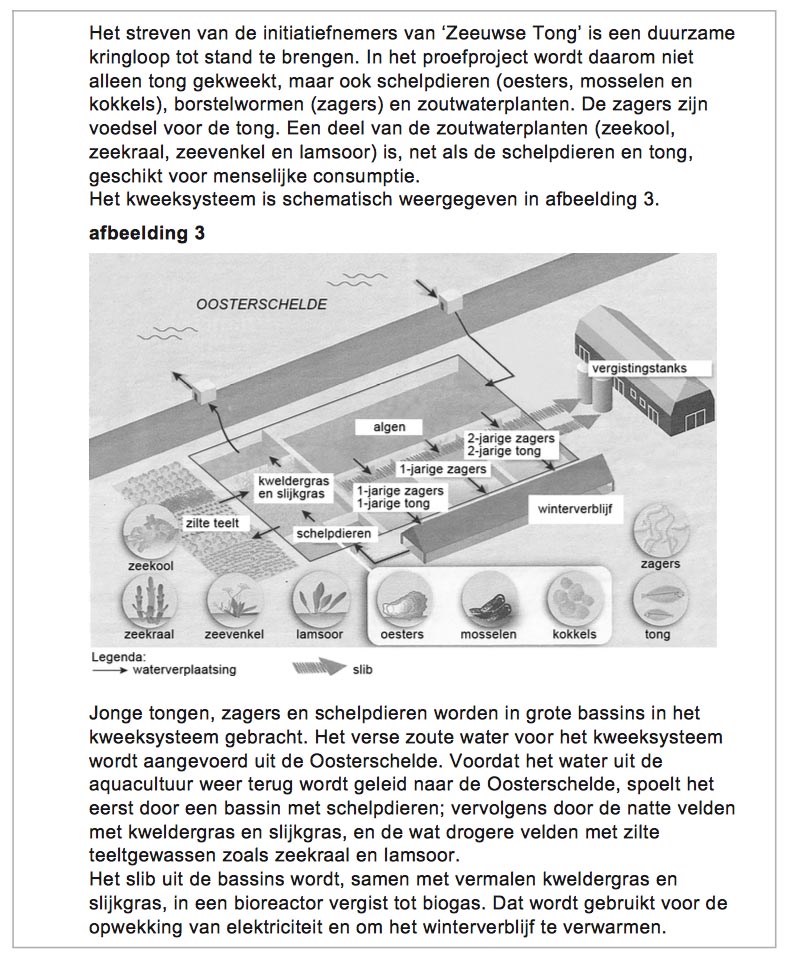 Het streven van de initiatiefnemers van ‘Zeeuwse Tong’ is een duurzame
kringloop tot stand te brengen. In het proefproject wordt daarom niet
alleen tong gekweekt, maar ook schelpdieren (oesters, mosselen en
kokkels), borstelwormen (zagers) en zoutwaterplanten. De zagers zijn
voedsel voor de tong. Een deel van de zoutwaterplanten (zeekool,
zeekraal, zeevenkel en lamsoor) is, net als de schelpdieren en tong,
geschikt voor menselijke consumptie.
Het kweeksysteem is schematisch weergegeven in afbeelding 3.
afbeelding 3
OOSTERSCHELDE
vergistingstanks
algen
2-jarige zagers
2-jarige tong
1-jarige zagers
kweldergras
en slijkgras
1-jarige zagers
1-jarige tong
winterverblijf
zilte teelt
schelpdieren
zeekool
zagers
zeekraal
zeevenkel
lamsoor
oesters
mosselen
kokkels
tong
Legenda:
waterverplaatsing
slib
Jonge tongen, zagers en schelpdieren worden in grote bassins in het
kweeksysteem gebracht. Het verse zoute water voor het kweeksysteem
wordt aangevoerd uit de Oosterschelde. Voordat het water uit de
aquacultuur weer terug wordt geleid naar de Oosterschelde, spoelt het
eerst door een bassin met schelpdieren; vervolgens door de natte velden
met kweldergras en slijkgras, en de wat drogere velden met zilte
teeltgewassen zoals zeekraal en lamsoor.
Het slib uit de bassins wordt, samen met vermalen kweldergras en
slijkgras, in een bioreactor vergist tot biogas. Dat wordt gebruikt voor de
opwekking van elektriciteit en om het winterverblijf te verwarmen.